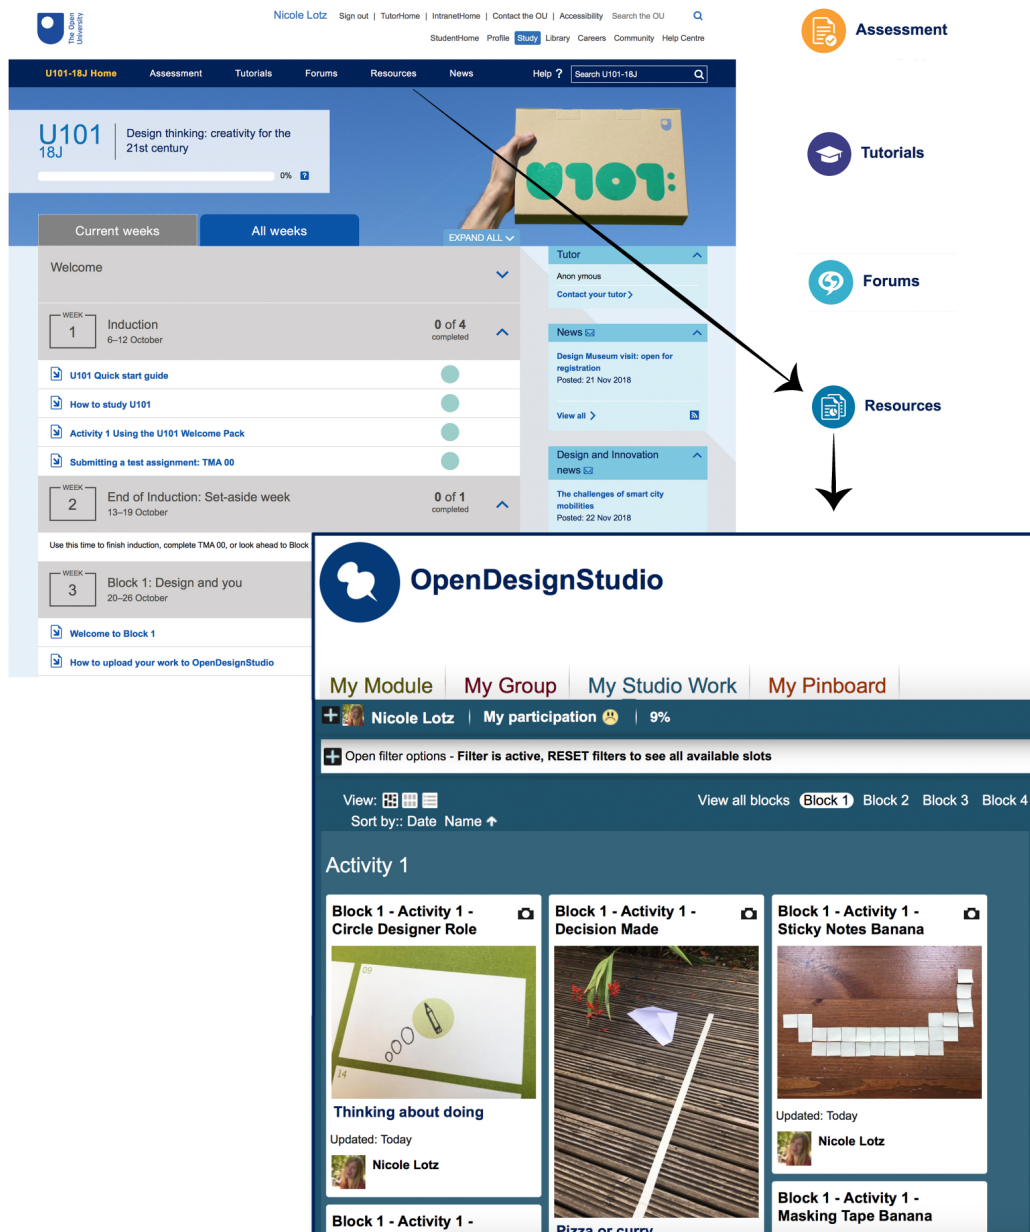 The Open
University
Nicole Lotz Sign out | TutorHome | IntranetHome | Contact the OU | Accessibility Search the OU
StudentHome Profile Study Library Careers Community Help Centre
U101-18J Home Assessment Tutorials Forums Resources News Help ? Search U101-18J
U101
18J
Design thinking: creativity for the
21st century
0% ?
U101:
Current weeks All weeks
EXPAND ALL
Welcome
WEEK
1
Induction
6–12 October
0 of 4
completed
U101 Quick start guide
How to study U101
Activity 1 Using the U101 Welcome Pack
Submitting a test assignment: TMA 00
WEEK
2
End of Induction: Set-aside week
13–19 October
0 of 1
completed
Use this time to finish induction, complete TMA 00, or look ahead to Block
WEEK
3
Block 1: Design and you
20–26 October
Welcome to Block 1
How to upload your work to OpenDesignStudio
Tutor
Anon ymous
Contact your tutor
News
Design Museum visit: open for
registration
Posted: 21 Nov 2018
View all
Design and Innovation
news
The challenges of smart city
mobilities
Posted: 22 Nov 2018
Assessment
Tutorials
Forums
Resources
OpenDesignStudio
My Module My Group My Studio Work My Pinboard
Nicole Lotz | My participation | 9%
Open filter options - Filter is active, RESET filters to see all available slots
View: View all blocks Block 1 Block 2 Block 3 Block 4
Sort by:: Date Name
Activity 1
Block 1 - Activity 1 -
Circle Designer Role
09
14
Thinking about doing
Updated: Today
Nicole Lotz
Block 1 - Activity 1 -
Block 1 - Activity 1 -
Decision Made
Pizza or curry
Block 1 - Activity 1 -
Sticky Notes Banana
Updated: Today
Nicole Lotz
Block 1 - Activity 1 -
Masking Tape Banana